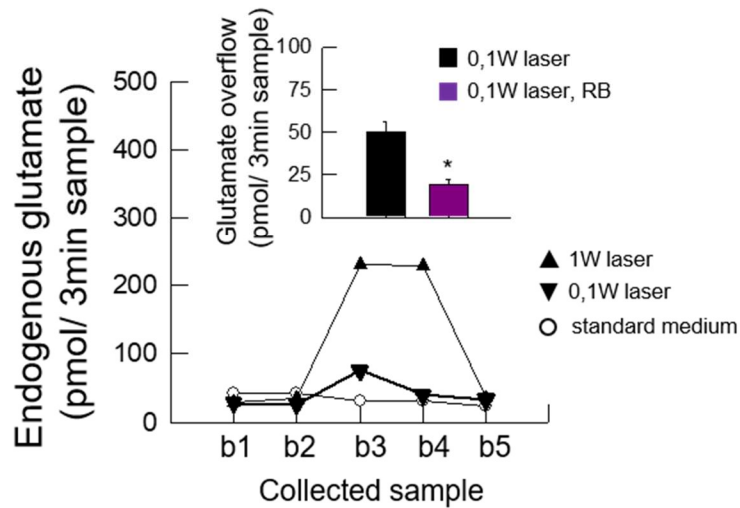 Glutamate overflow
(pmol/ 3min sample)
100
75
50
25
0
0,1W laser
0,1W laser, RB
*
Endogenous glutamate
(pmol/ 3min sample)
500
400
300
200
100
0
1W laser
0,1W laser
standard medium
b1 b2 b3 b4 b5
Collected sample